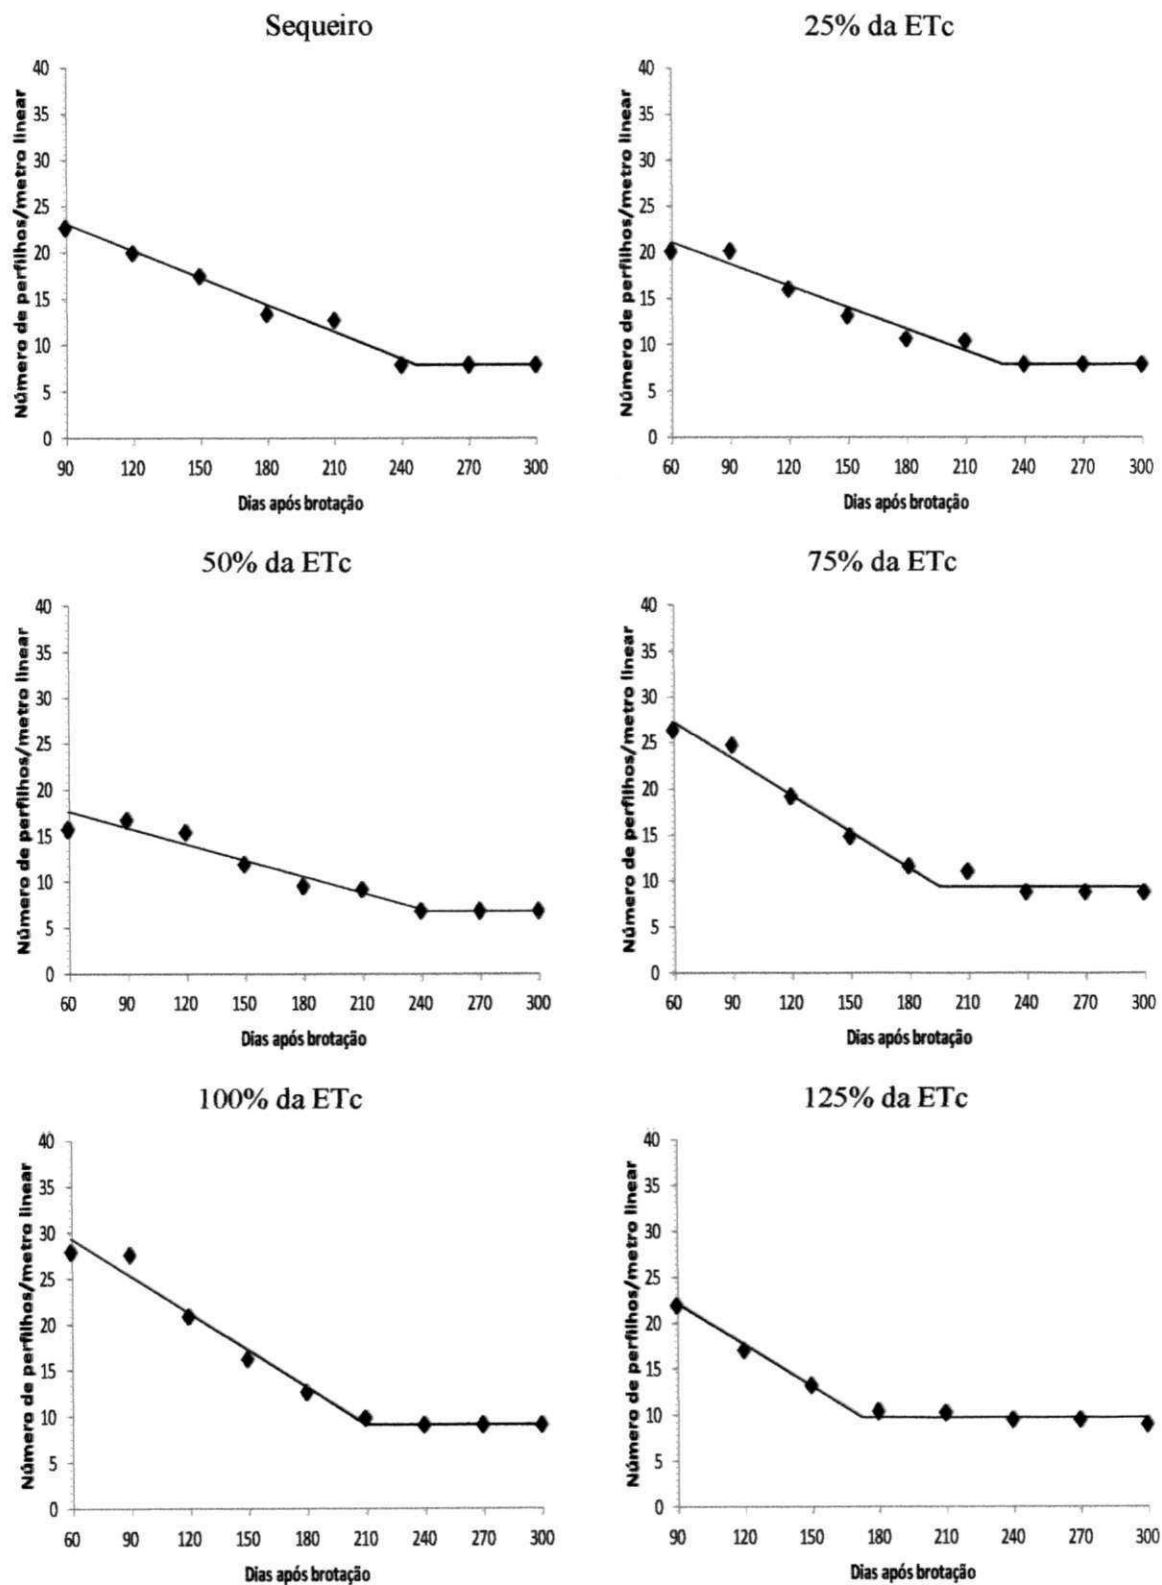 Sequeiro
40
35
30
25
20
15
10
5
0
Número de perfilhos/metro linear
90 120 150 180 210 240 270 300
Dias após brotação
25% da ETc
40
35
30
25
20
15
10
5
0
Número de perfilhos/metro linear
60 90 120 150 180 210 240 270 300
Dias após brotação
50% da ETc
40
35
30
25
20
15
10
5
0
Número de perfilhos/metro linear
60 90 120 150 180 210 240 270 300
Dias após brotação
75% da ETc
40
35
30
25
20
15
10
5
0
Número de perfilhos/metro linear
60 90 120 150 180 210 240 270 300
Dias após brotação
100% da ETc
40
35
30
25
20
15
10
5
0
Número de perfilhos/metro linear
60 90 120 150 180 210 240 270 300
Dias após brotação
125% da ETc
40
35
30
25
20
15
10
5
0
Número de perfilhos/metro linear
90 120 150 180 210 240 270 300
Dias após brotação